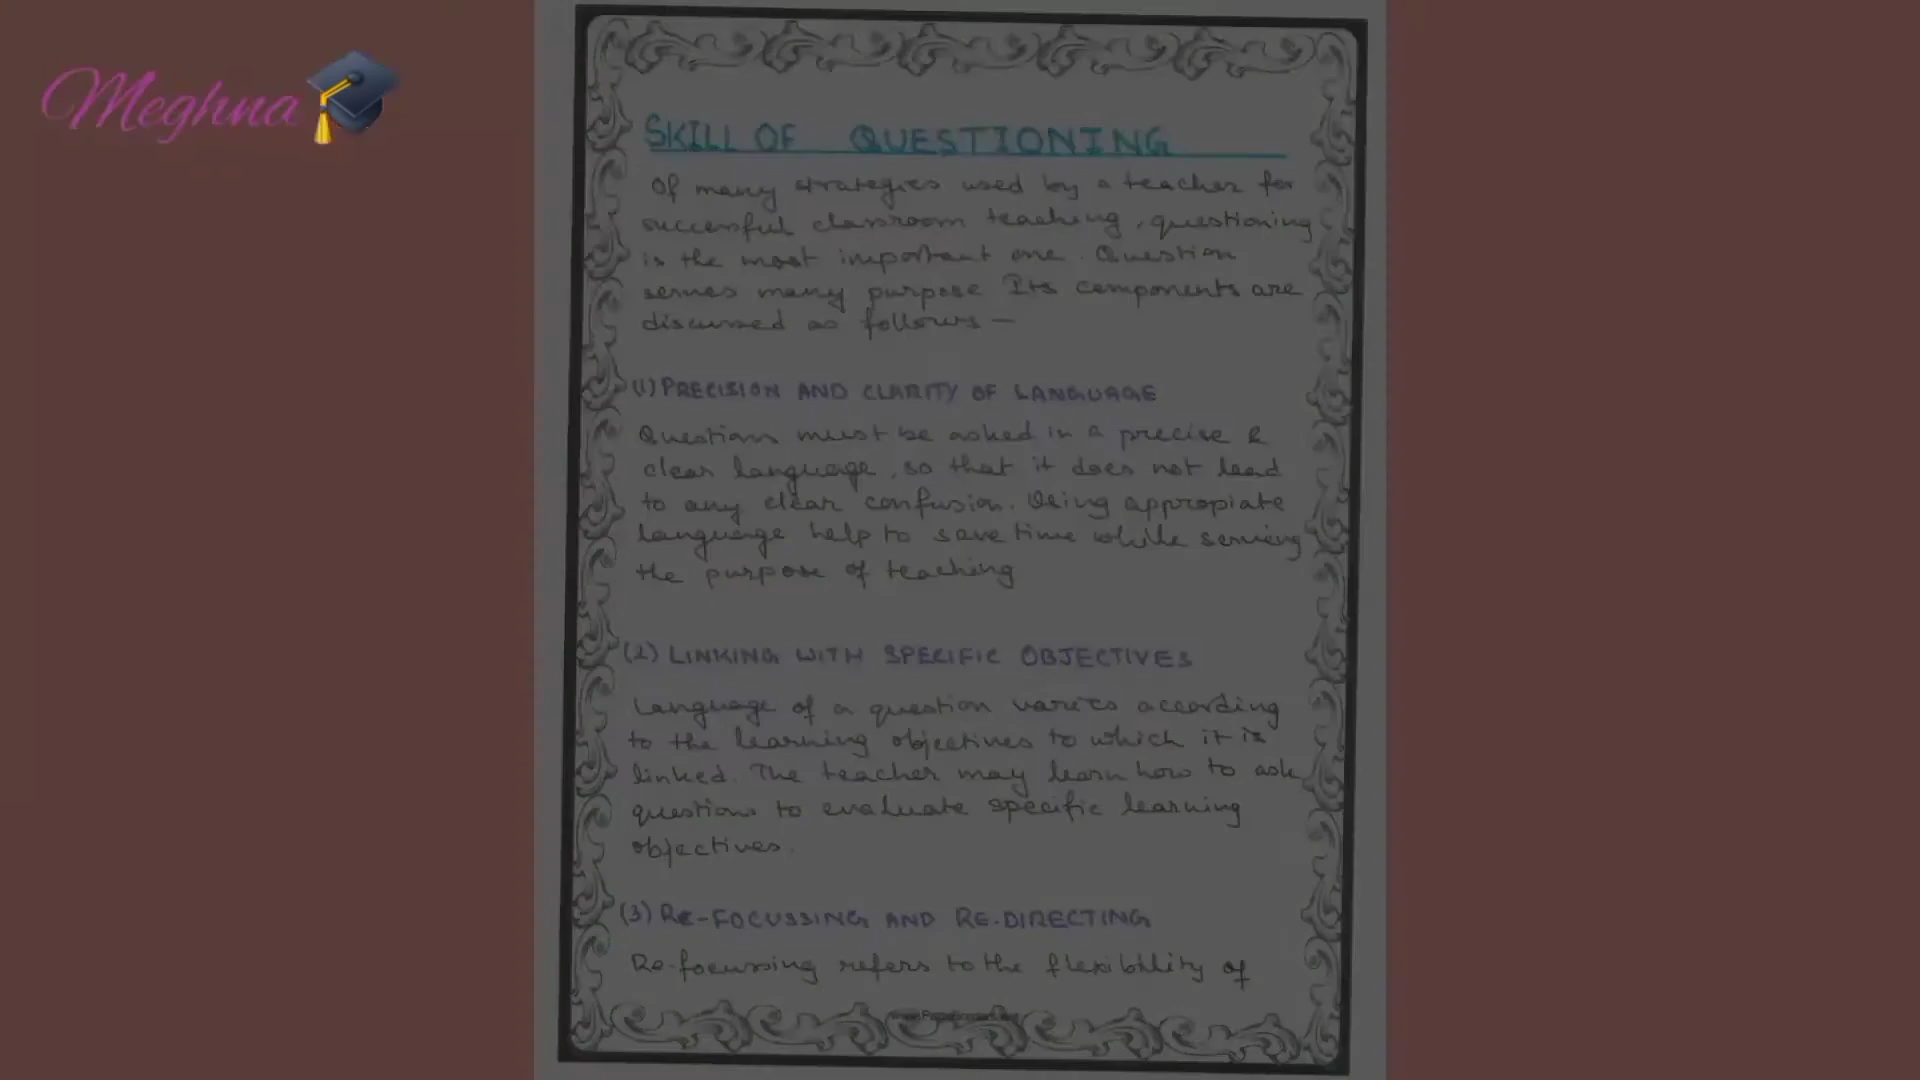 Meghna
SKILL OF QUESTIONING
Of many strategies used by a teacher for
successful classroom teaching, questioning
is the most important one. Question
serves many purpose Its components are
discussed as follows —
(1) PRECISION AND CLARITY OF LANGUAGE
Questions must be asked in a precise &
clear language, so that it does not lead
to any clear confusion. Using appropiate
language help to save time while serving
the purpose of teaching
(2) LINKING WITH SPECIFIC OBJECTIVES
Language of a question varies according
to the learning objectives to which it is
linked. The teacher may learn how to ask
questions to evaluate specific learning
objectives.
(3) RE-FOCUSSING AND RE-DIRECTING
Re-focussing refers to the flexibility of